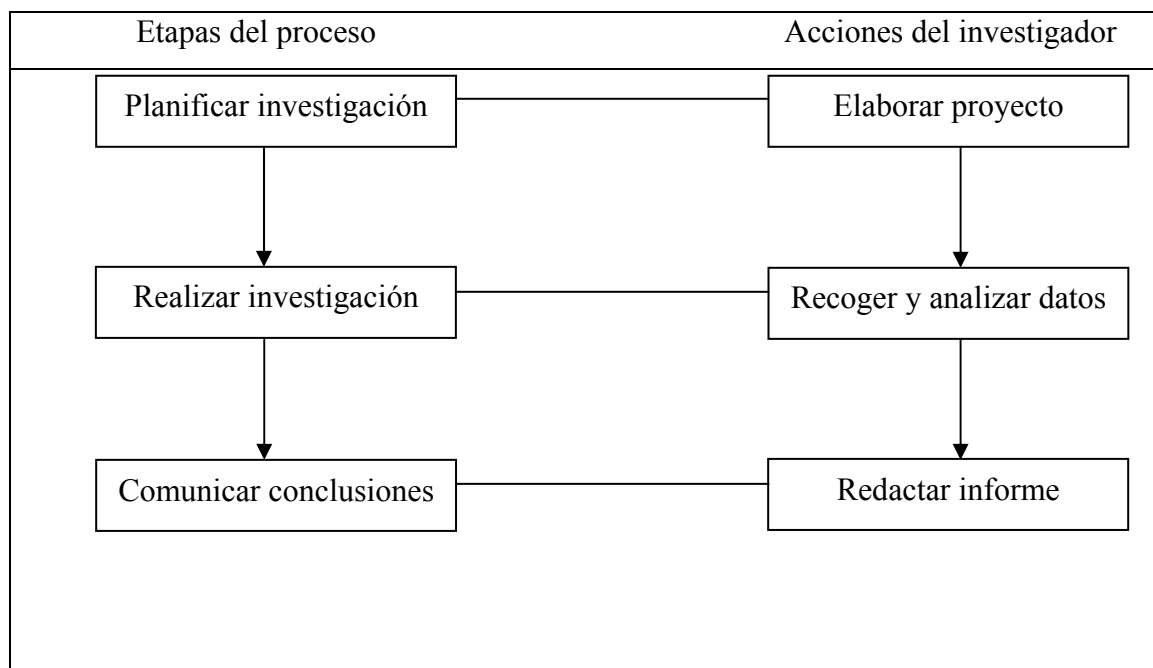 Etapas del proceso
Acciones del investigador
Planificar investigación
Elaborar proyecto
Realizar investigación
Recoger y analizar datos
Comunicar conclusiones
Redactar informe